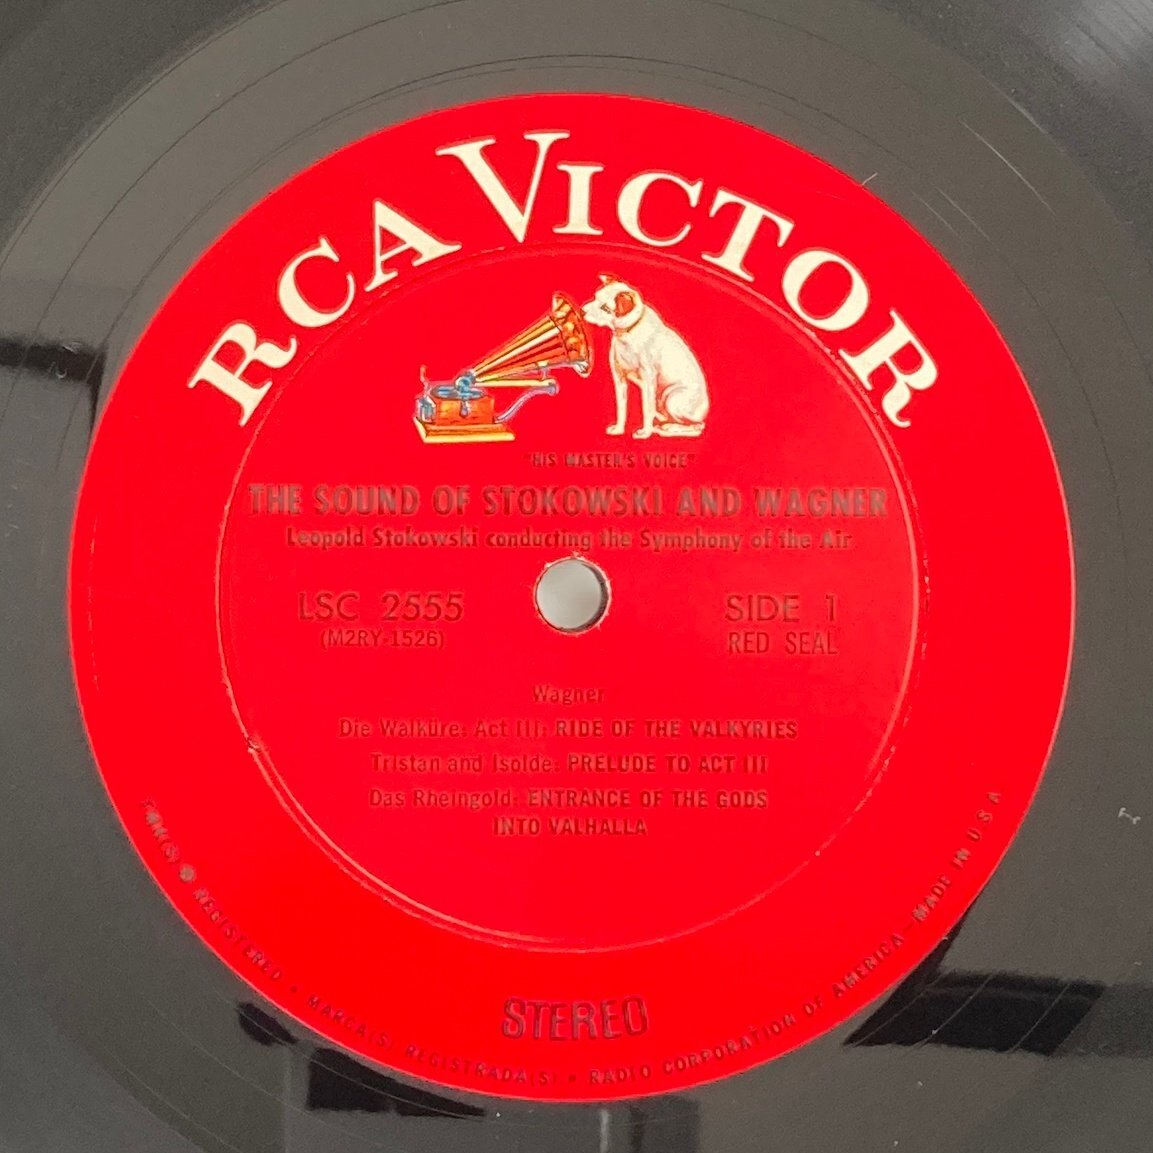 RCA VICTOR
"HIS MASTER'S VOICE"
THE SOUND OF STOKOWSKI AND WAGNER
Leopold Stokowski conducting the Symphony of the Air
LSC 2555
(M2RY-1526)
SIDE 1
RED SEAL
Wagner
Die Walküre: Act III: RIDE OF THE VALKYRIES
Tristan and Isolde: PRELUDE TO ACT III
Das Rheingold: ENTRANCE OF THE GODS
INTO VALHALLA
STEREO
TMK(S) ® REGISTERED • MARCA(S) REGISTRADA(S) • RADIO CORPORATION OF AMERICA—MADE IN U.S.A.